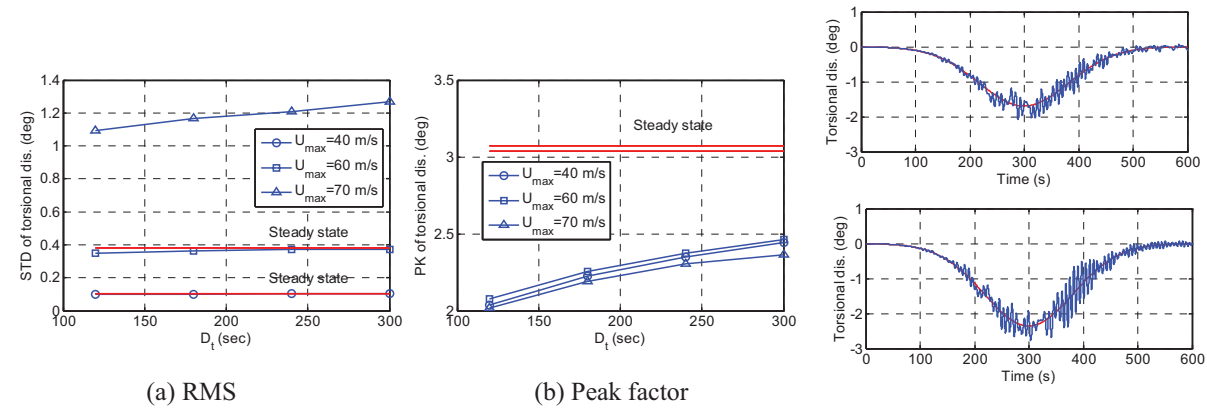 1.4
1.2
1
0.8
0.6
0.4
0.2
0
100
150
200
250
300
STD of torsional dis. (deg)
D_t (sec)
U_max=40 m/s
U_max=60 m/s
U_max=70 m/s
Steady state
Steady state
(a) RMS
3.5
3
2.5
2
100
150
200
250
300
PK of torsional dis. (deg)
D_t (sec)
Steady state
U_max=40 m/s
U_max=60 m/s
U_max=70 m/s
(b) Peak factor
1
0
-1
-2
-3
0
100
200
300
400
500
600
Torsional dis. (deg)
Time (s)
1
0
-1
-2
-3
0
100
200
300
400
500
600
Torsional dis. (deg)
Time (s)